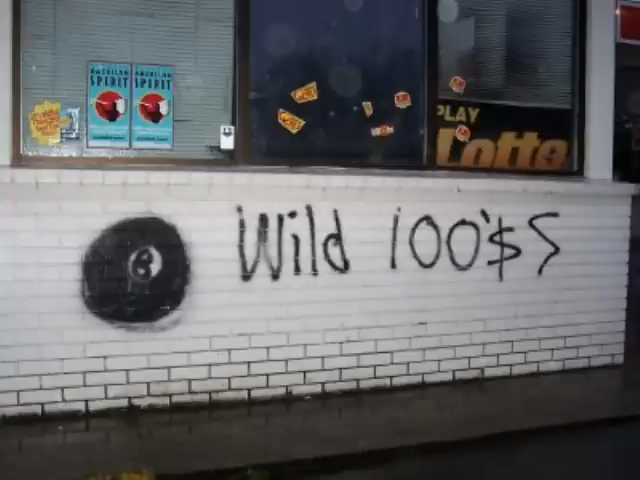 AMERICAN
SPIRIT
AMERICAN
SPIRIT
PLAY
Lotto
8
Wild 100'$S